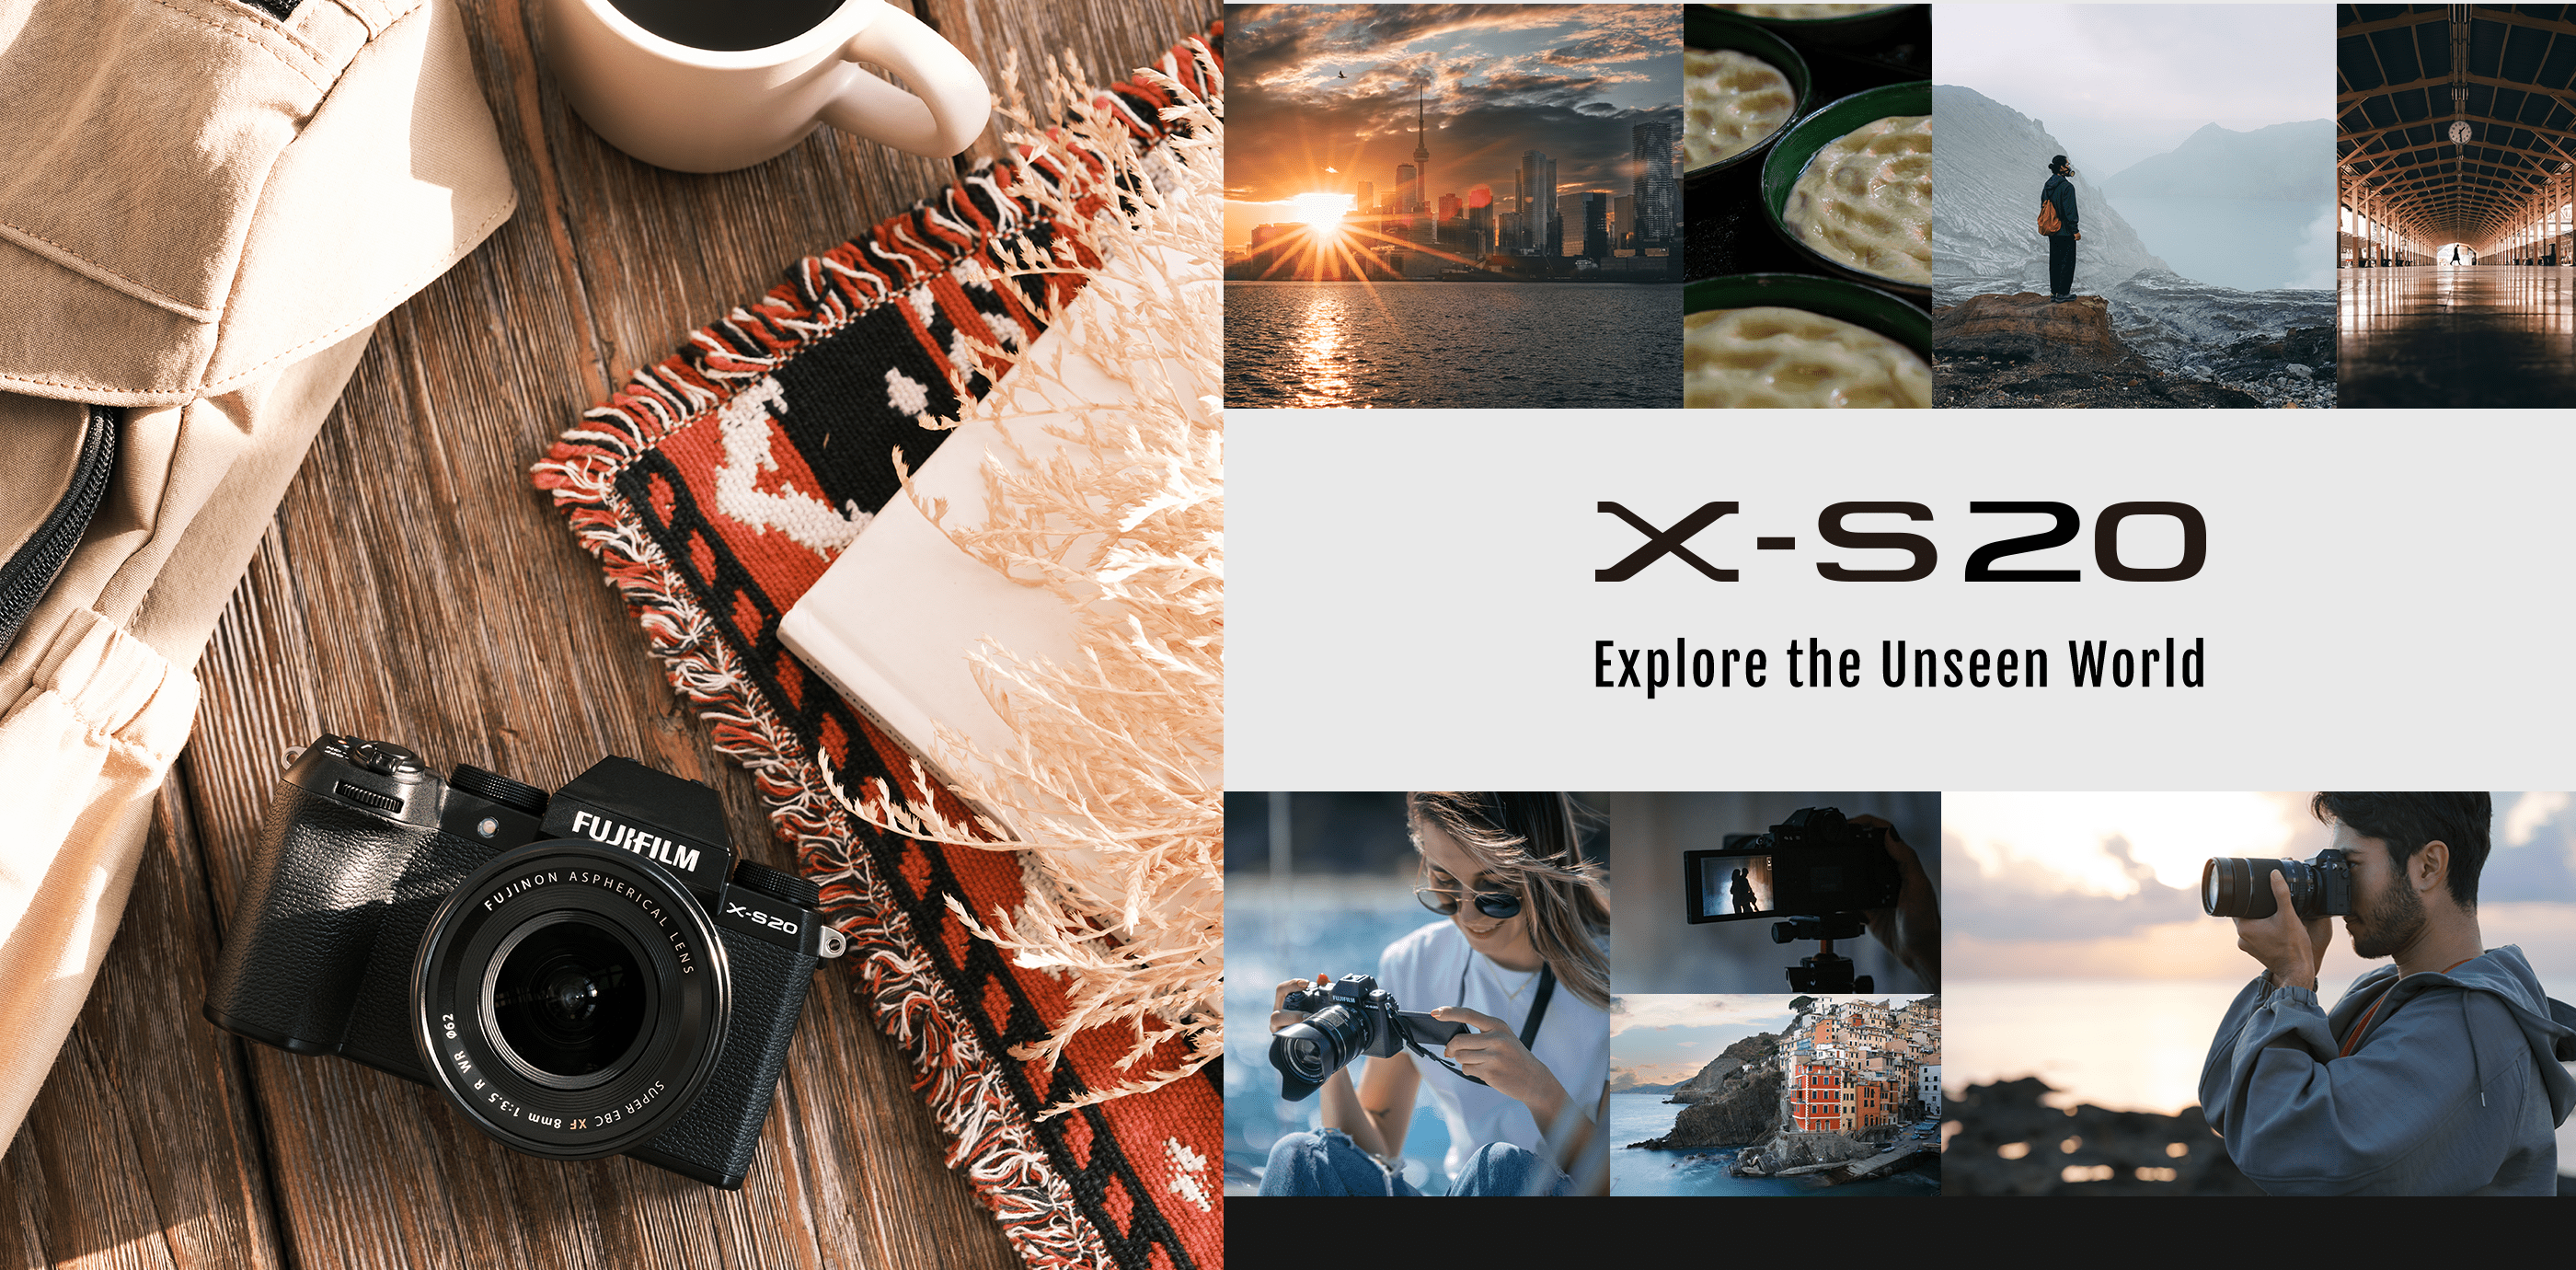 FUJIFILM
X-S20
FUJINON ASPHERICAL LENS
SUPER EBC XF 8mm 1:3.5 R WR ø62
X-S20
Explore the Unseen World
FUJIFILM